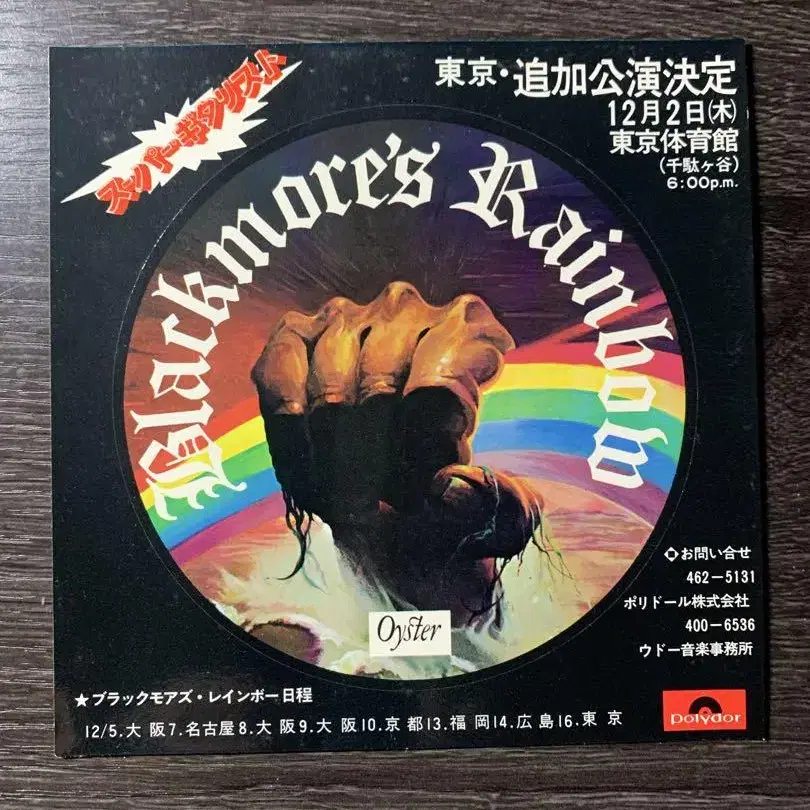 スーパー・ギタリスト
東京・追加公演決定
12月2日(木)
東京体育館
(千駄ヶ谷)
6:00p.m.
Blackmore's Rainbow
Oyster
お問い合せ
462-5131
ポリドール株式会社
400-6536
ウドー音楽事務所
★ブラックモアズ・レインボー日程
12/5.大 阪7.名古屋8.大 阪9.大 阪10.京 都13.福 岡14.広 島16.東 京
polydor